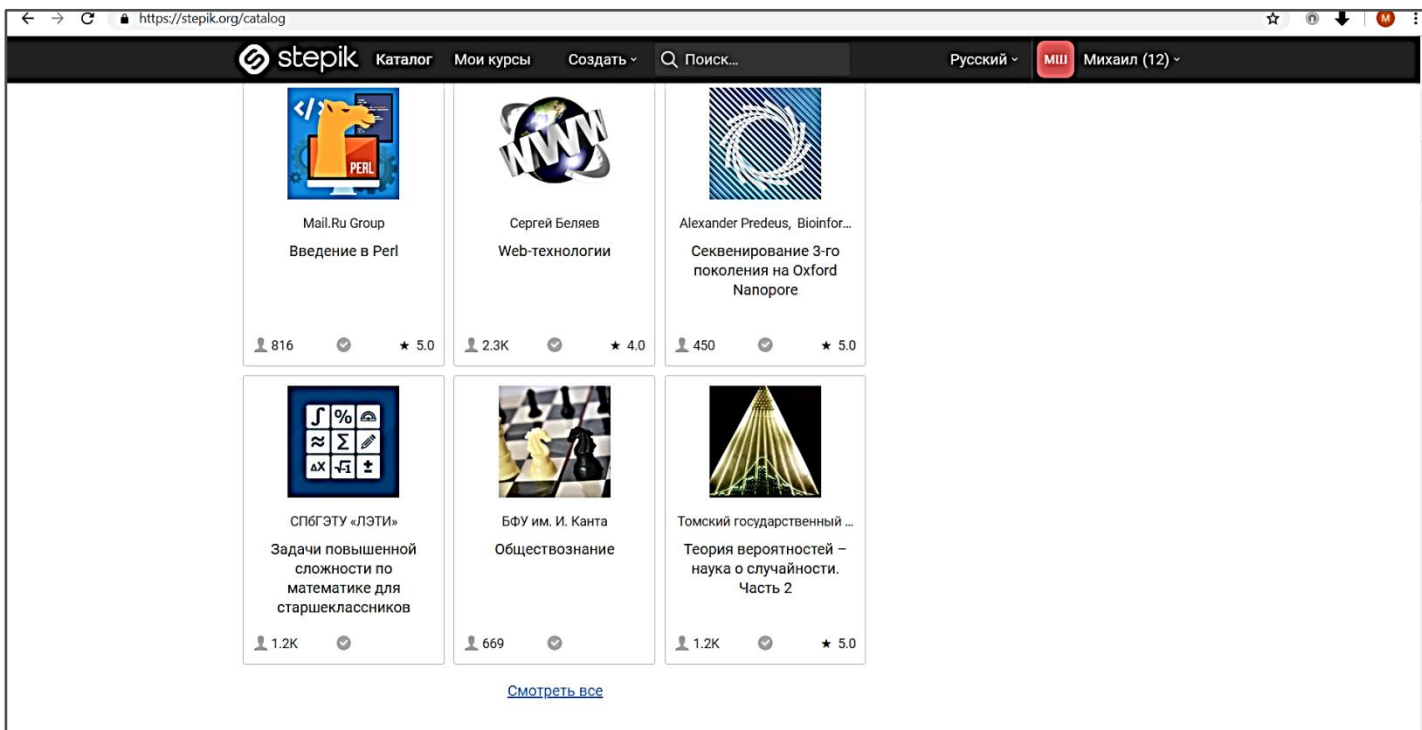 https://stepik.org/catalog
M
stepik Каталог Мои курсы Создать Поиск... Русский МШ Михаил (12)
</>
PERL
Mail.Ru Group
Введение в Perl
816 5.0
WWW
Сергей Беляев
Web-технологии
2.3K 4.0
Alexander Predeus, Bioinfor...
Секвенирование 3-го
поколения на Oxford
Nanopore
450 5.0
∫ %
≈ Σ
ΔX √-1 ±
СПбГЭТУ «ЛЭТИ»
Задачи повышенной
сложности по
математике для
старшеклассников
1.2K
БФУ им. И. Канта
Обществознание
669
Томский государственный ...
Теория вероятностей –
наука о случайности.
Часть 2
1.2K 5.0
Смотреть все